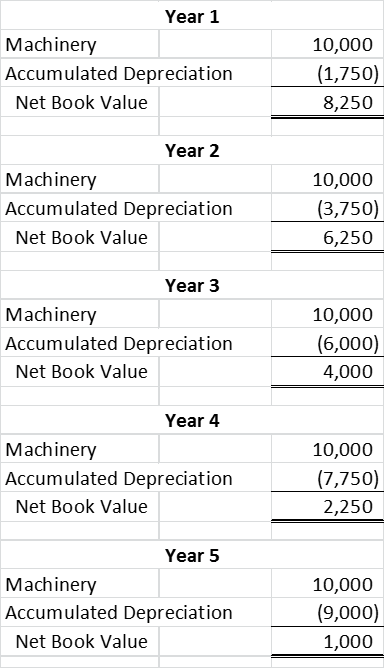 Year 1
Machinery 10,000
Accumulated Depreciation (1,750)
Net Book Value 8,250
Year 2
Machinery 10,000
Accumulated Depreciation (3,750)
Net Book Value 6,250
Year 3
Machinery 10,000
Accumulated Depreciation (6,000)
Net Book Value 4,000
Year 4
Machinery 10,000
Accumulated Depreciation (7,750)
Net Book Value 2,250
Year 5
Machinery 10,000
Accumulated Depreciation (9,000)
Net Book Value 1,000